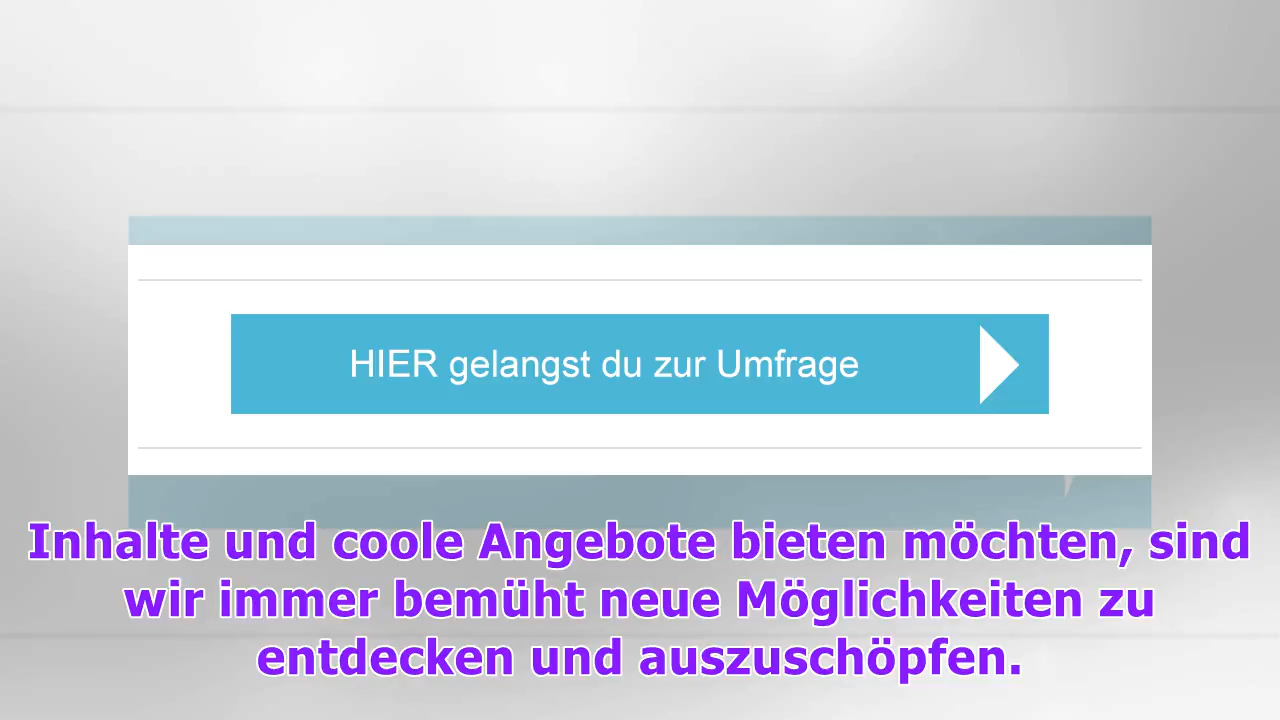 HIER gelangst du zur Umfrage
Inhalte und coole Angebote bieten möchten, sind
wir immer bemüht neue Möglichkeiten zu
entdecken und auszuschöpfen.